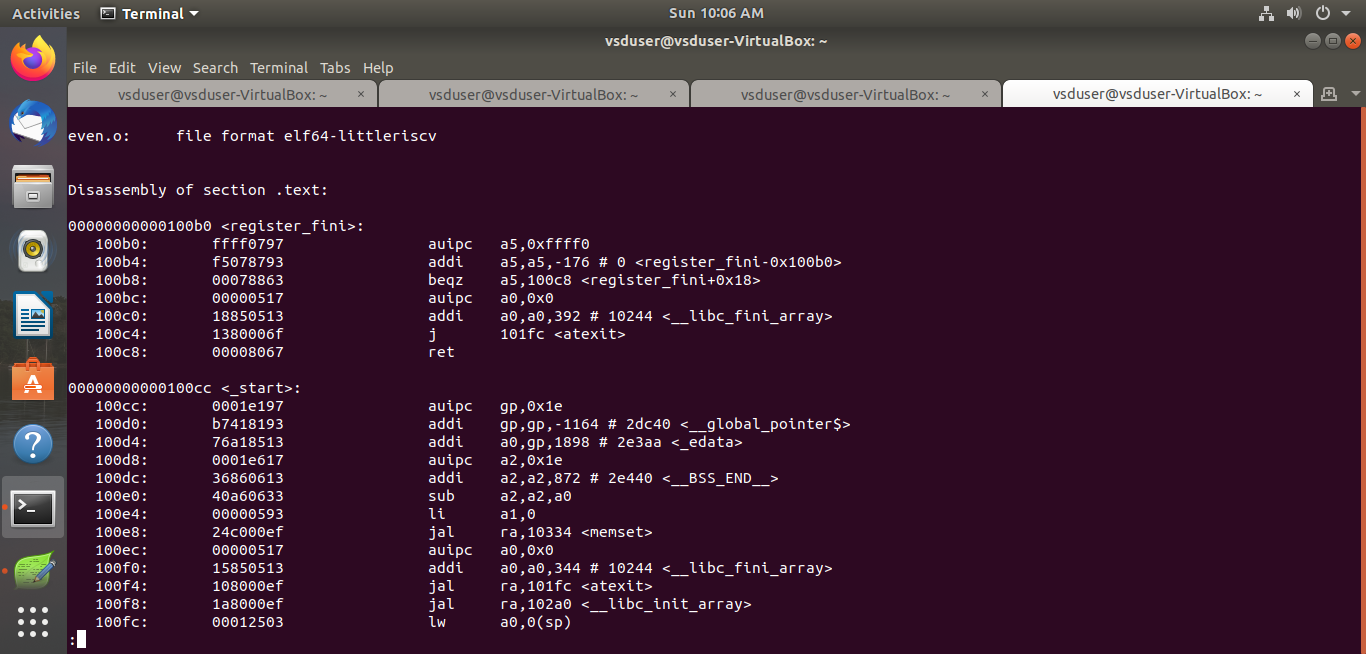 Activities Terminal Sun 10:06 AM
vsduser@vsduser-VirtualBox: ~
File Edit View Search Terminal Tabs Help
vsduser@vsduser-VirtualBox: ~ × vsduser@vsduser-VirtualBox: ~ × vsduser@vsduser-VirtualBox: ~ × vsduser@vsduser-VirtualBox: ~ ×
even.o:     file format elf64-littleriscv
Disassembly of section .text:
00000000000100b0 <register_fini>:
   100b0:	ffff0797          	auipc	a5,0xffff0
   100b4:	f5078793          	addi	a5,a5,-176 # 0 <register_fini-0x100b0>
   100b8:	00078863          	beqz	a5,100c8 <register_fini+0x18>
   100bc:	00000517          	auipc	a0,0x0
   100c0:	18850513          	addi	a0,a0,392 # 10244 <__libc_fini_array>
   100c4:	1380006f          	j	101fc <atexit>
   100c8:	00008067          	ret
00000000000100cc <_start>:
   100cc:	0001e197          	auipc	gp,0x1e
   100d0:	b7418193          	addi	gp,gp,-1164 # 2dc40 <__global_pointer$>
   100d4:	76a18513          	addi	a0,gp,1898 # 2e3aa <_edata>
   100d8:	0001e617          	auipc	a2,0x1e
   100dc:	36860613          	addi	a2,a2,872 # 2e440 <__BSS_END__>
   100e0:	40a60633          	sub	a2,a2,a0
   100e4:	00000593          	li	a1,0
   100e8:	24c000ef          	jal	ra,10334 <memset>
   100ec:	00000517          	auipc	a0,0x0
   100f0:	15850513          	addi	a0,a0,344 # 10244 <__libc_fini_array>
   100f4:	108000ef          	jal	ra,101fc <atexit>
   100f8:	1a8000ef          	jal	ra,102a0 <__libc_init_array>
   100fc:	00012503          	lw	a0,0(sp)
: